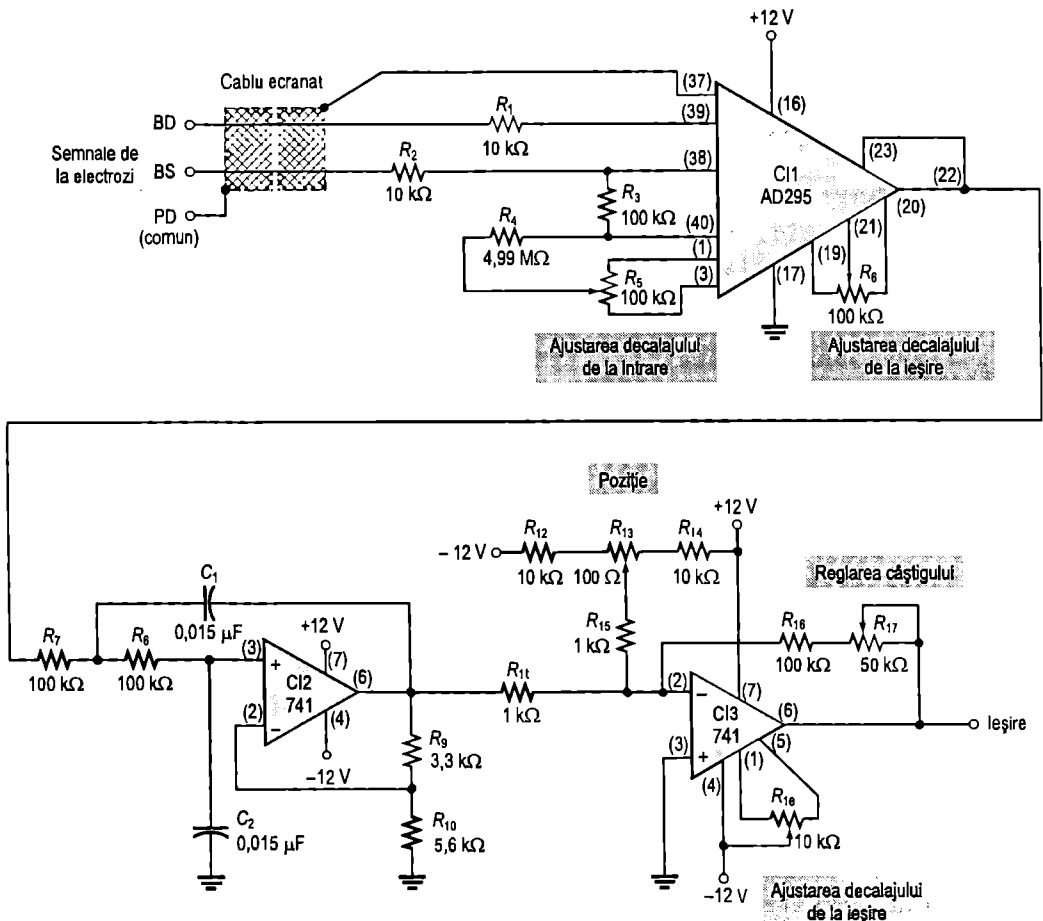 +12 V
Cablu ecranat
(37)
(16)
BD
R1
(39)
10 kΩ
(23)
Semnale de
la electrozi
BS
R2
(38)
(22)
10 kΩ
CI1
AD295
R3
100 kΩ
(20)
PD
(comun)
R4
(40)
(21)
4,99 MΩ
(1)
(19)
R5
(3)
(17)
R6
100 kΩ
100 kΩ
Ajustarea decalajului
de la intrare
Ajustarea decalajului
de la ieşire
Poziţie
+12 V
R12
R13
R14
– 12 V
10 kΩ
100 Ω
10 kΩ
Reglarea câştigului
C1
0,015 μF
+12 V
R15
1 kΩ
R16
R17
100 kΩ
50 kΩ
R7
R6
(3)
(7)
100 kΩ
100 kΩ
+
CI2
741
(6)
R11
(2)
(7)
1 kΩ
–
(2)
–
(4)
CI3
741
(6)
Ieşire
R9
(3)
(5)
3,3 kΩ
+
(1)
–12 V
(4)
C2
R10
R18
0,015 μF
5,6 kΩ
10 kΩ
–12 V
Ajustarea decalajului
de la ieşire